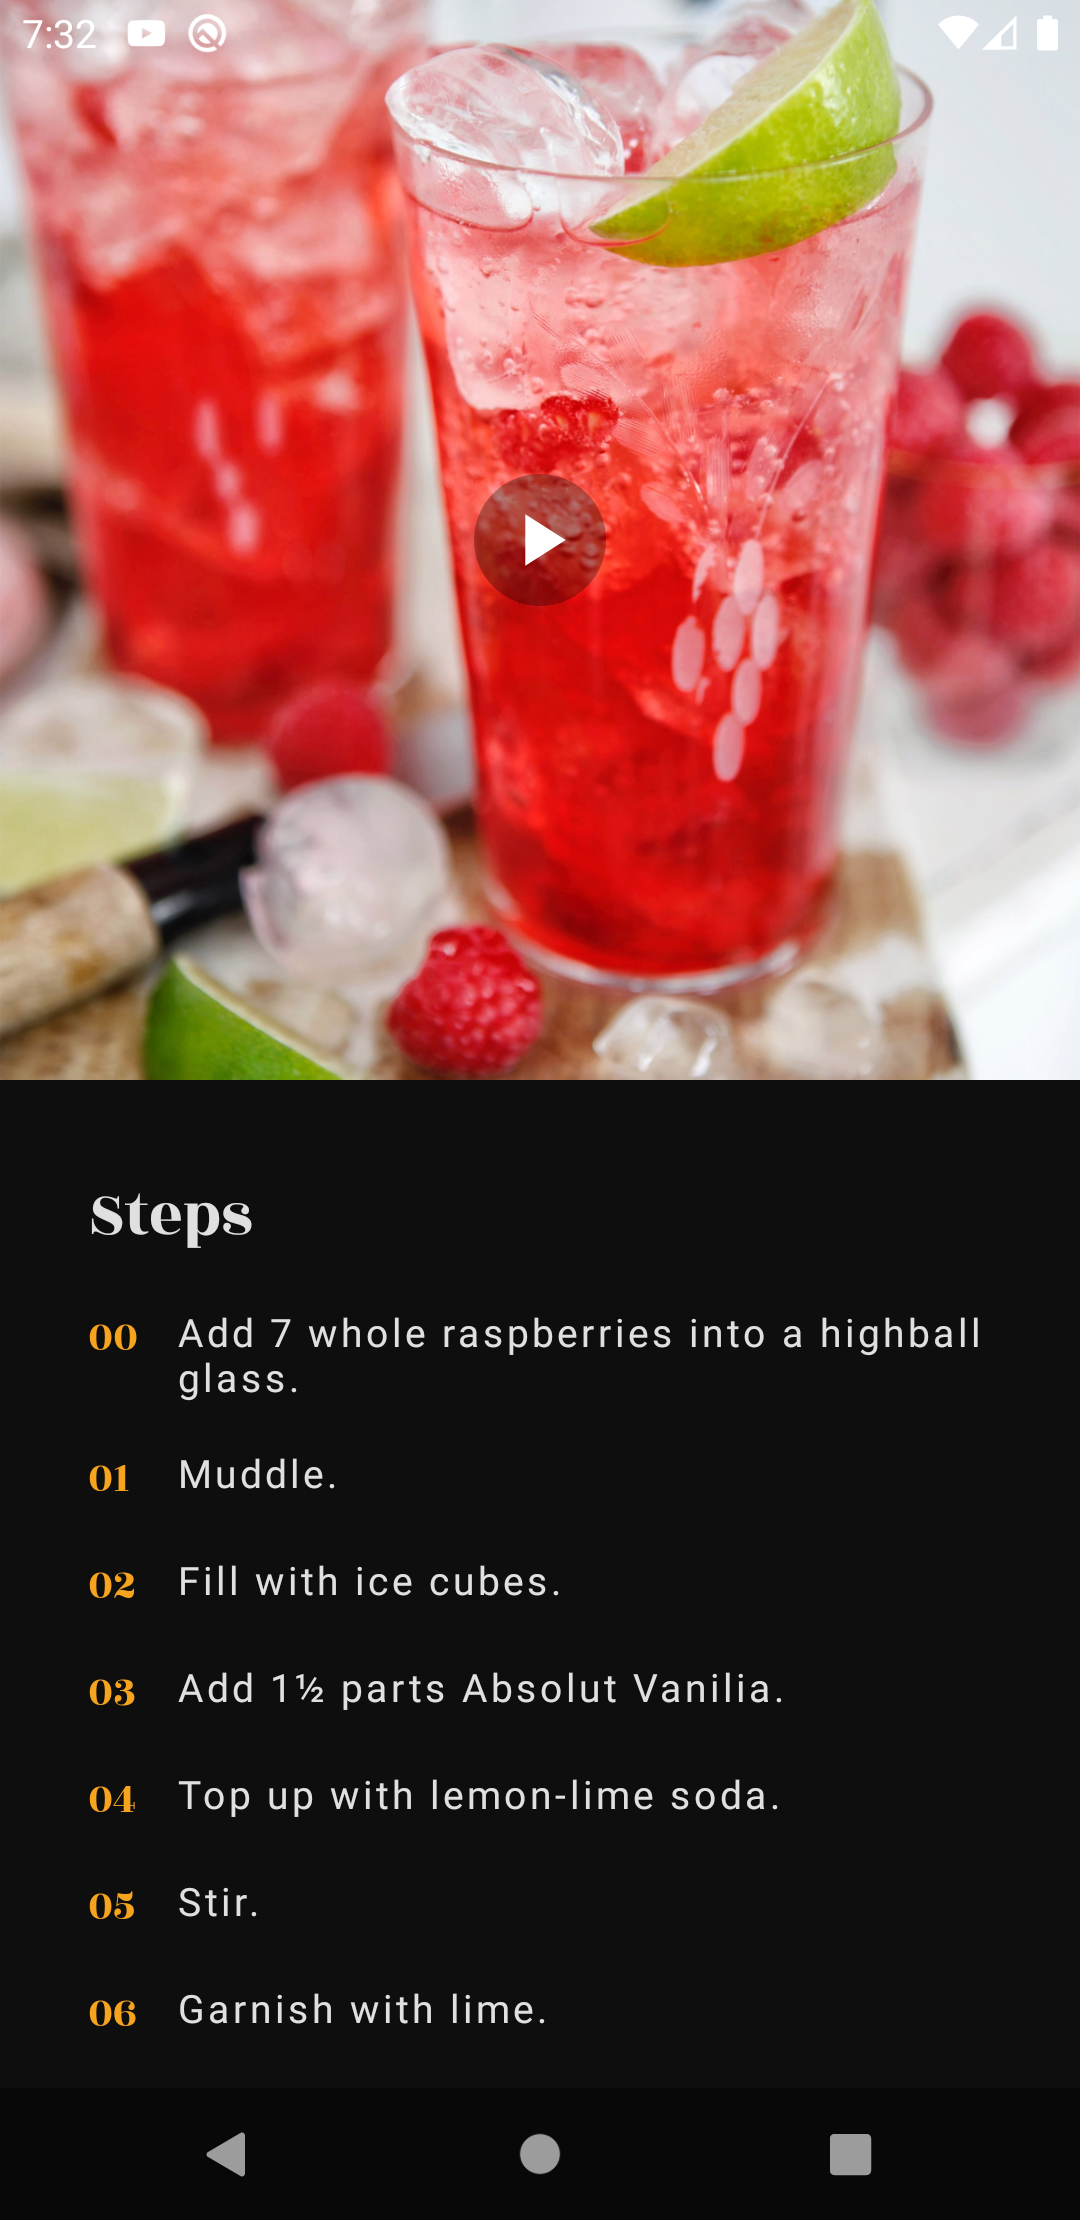 7:32
Steps
00 Add 7 whole raspberries into a highball
glass.
01 Muddle.
02 Fill with ice cubes.
03 Add 1½ parts Absolut Vanilia.
04 Top up with lemon-lime soda.
05 Stir.
06 Garnish with lime.